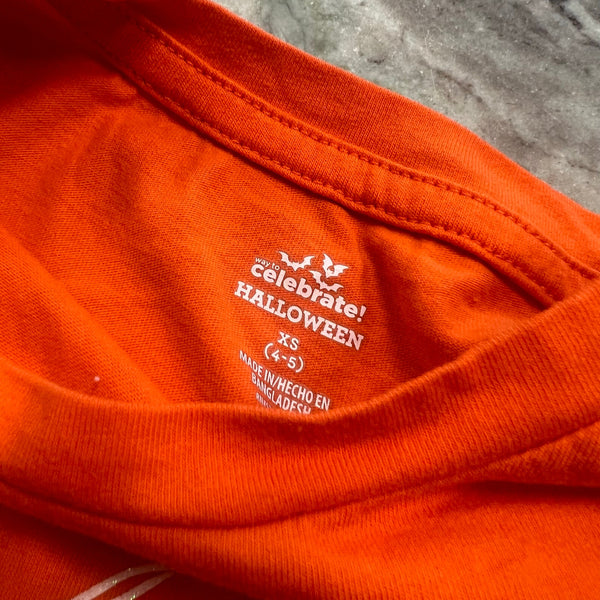 way to
celebrate!
HALLOWEEN
XS
(4-5)
MADE IN/HECHO EN
BANGLADESH